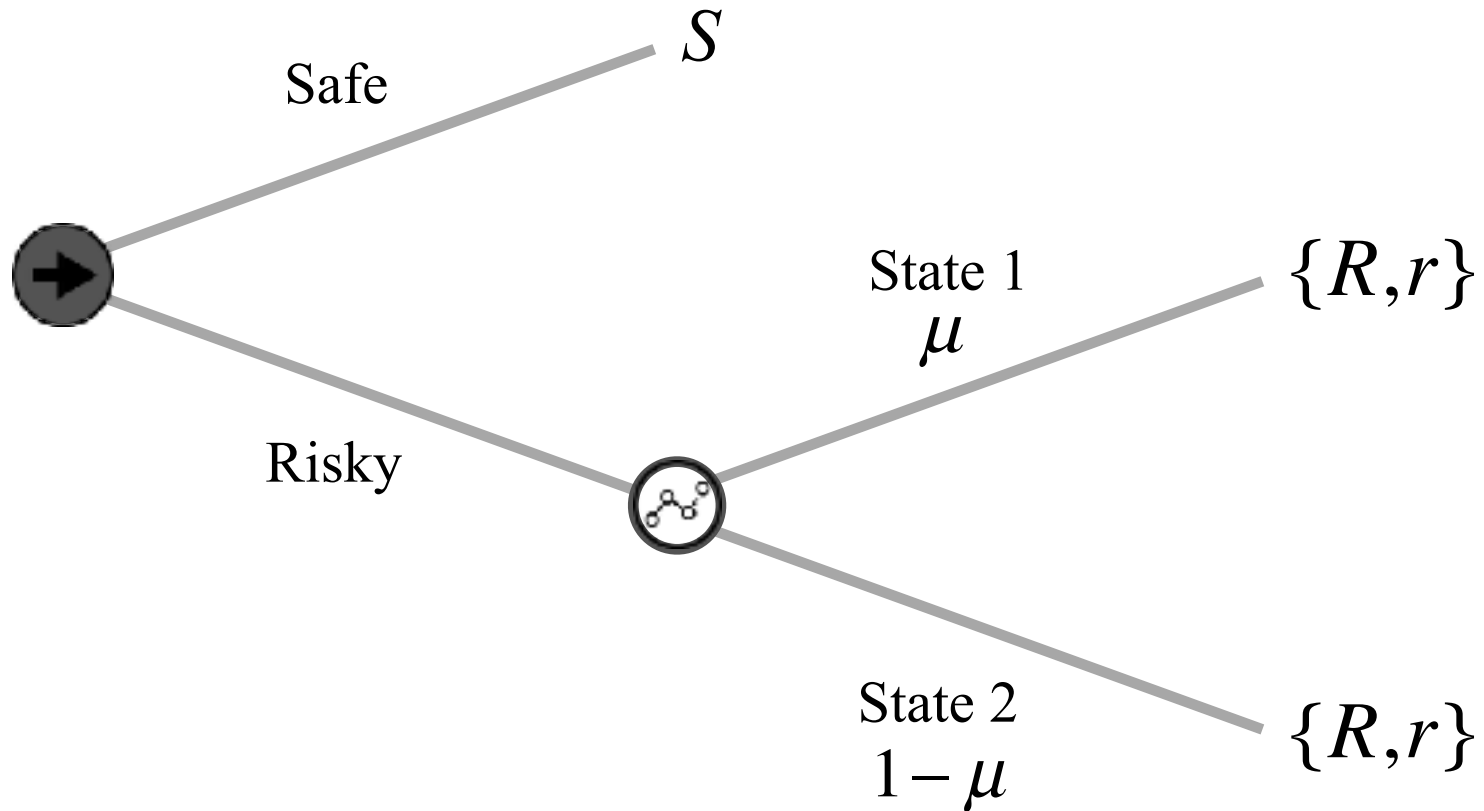 S
Safe
State 1
μ
{R,r}
Risky
State 2
1−μ
{R,r}